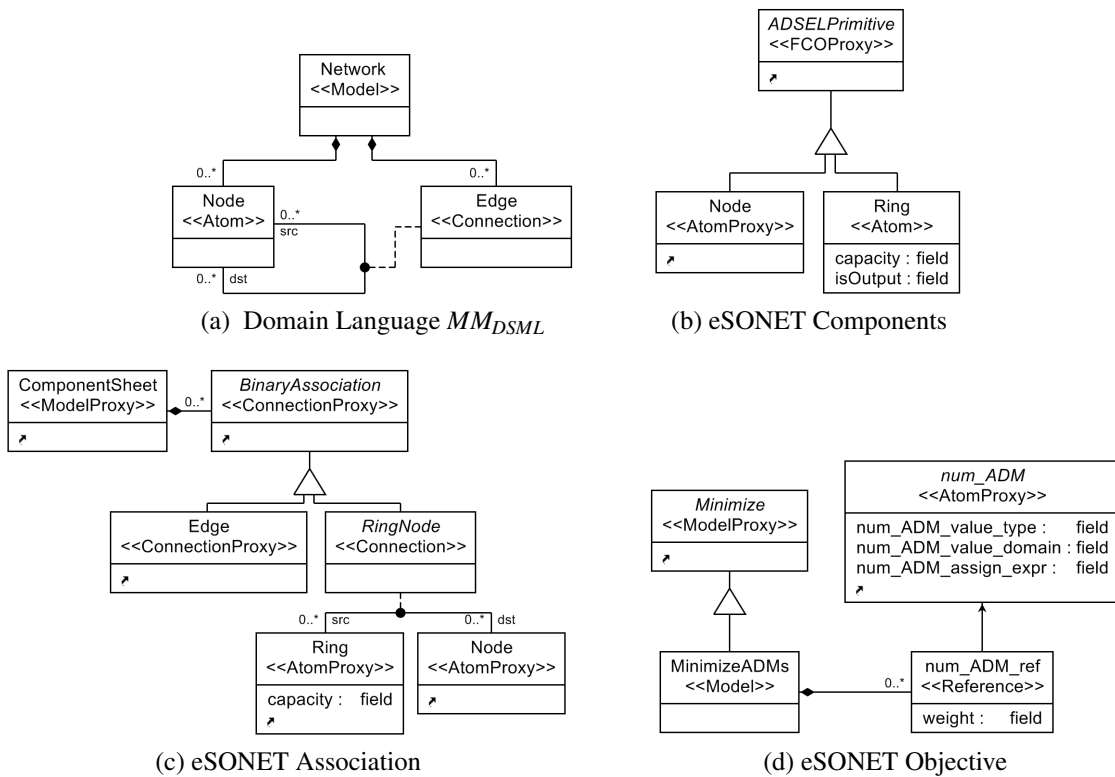 Network
<<Model>>
0..*
0..*
Node
<<Atom>>
0..*
src
Edge
<<Connection>>
0..* dst
(a) Domain Language MM_DSML
ADSELPrimitive
<<FCOProxy>>
Node
<<AtomProxy>>
Ring
<<Atom>>
capacity : field
isOutput : field
(b) eSONET Components
ComponentSheet
<<ModelProxy>>
0..*
BinaryAssociation
<<ConnectionProxy>>
Edge
<<ConnectionProxy>>
RingNode
<<Connection>>
0..* src
0..* dst
Ring
<<AtomProxy>>
capacity : field
Node
<<AtomProxy>>
(c) eSONET Association
Minimize
<<ModelProxy>>
num_ADM
<<AtomProxy>>
num_ADM_value_type : field
num_ADM_value_domain : field
num_ADM_assign_expr : field
MinimizeADMs
<<Model>>
0..*
num_ADM_ref
<<Reference>>
weight : field
(d) eSONET Objective